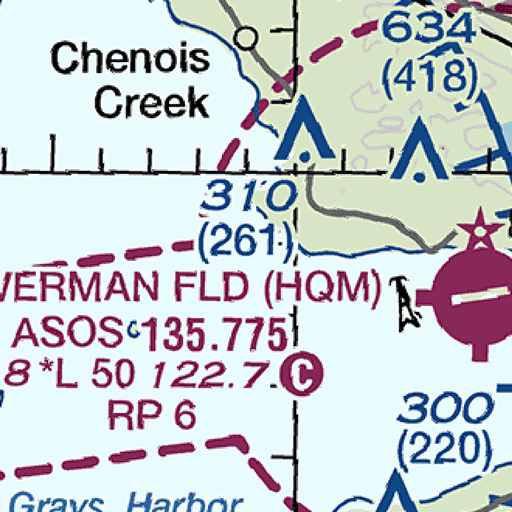 634
(418)
Chenois
Creek
310
(261)
WERMAN FLD (HQM)
ASOS 135.775
8 *L 50 122.7 C
RP 6
300
(220)
Grays Harbor